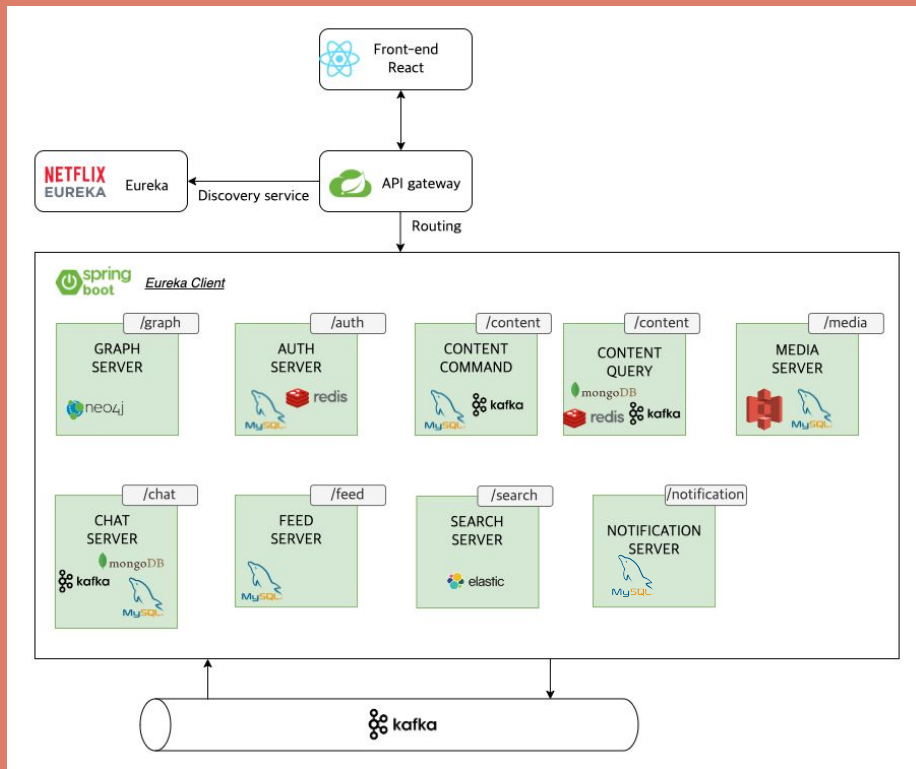 Front-end
React
NETFLIX
EUREKA
Eureka
Discovery service
API gateway
Routing
spring
boot
Eureka Client
/graph
GRAPH
SERVER
neo4j
/auth
AUTH
SERVER
redis
MySQL
/content
CONTENT
COMMAND
kafka
MySQL
/content
CONTENT
QUERY
mongoDB
redis
kafka
/media
MEDIA
SERVER
MySQL
/chat
CHAT
SERVER
mongoDB
kafka
MySQL
/feed
FEED
SERVER
MySQL
/search
SEARCH
SERVER
elastic
/notification
NOTIFICATION
SERVER
MySQL
kafka